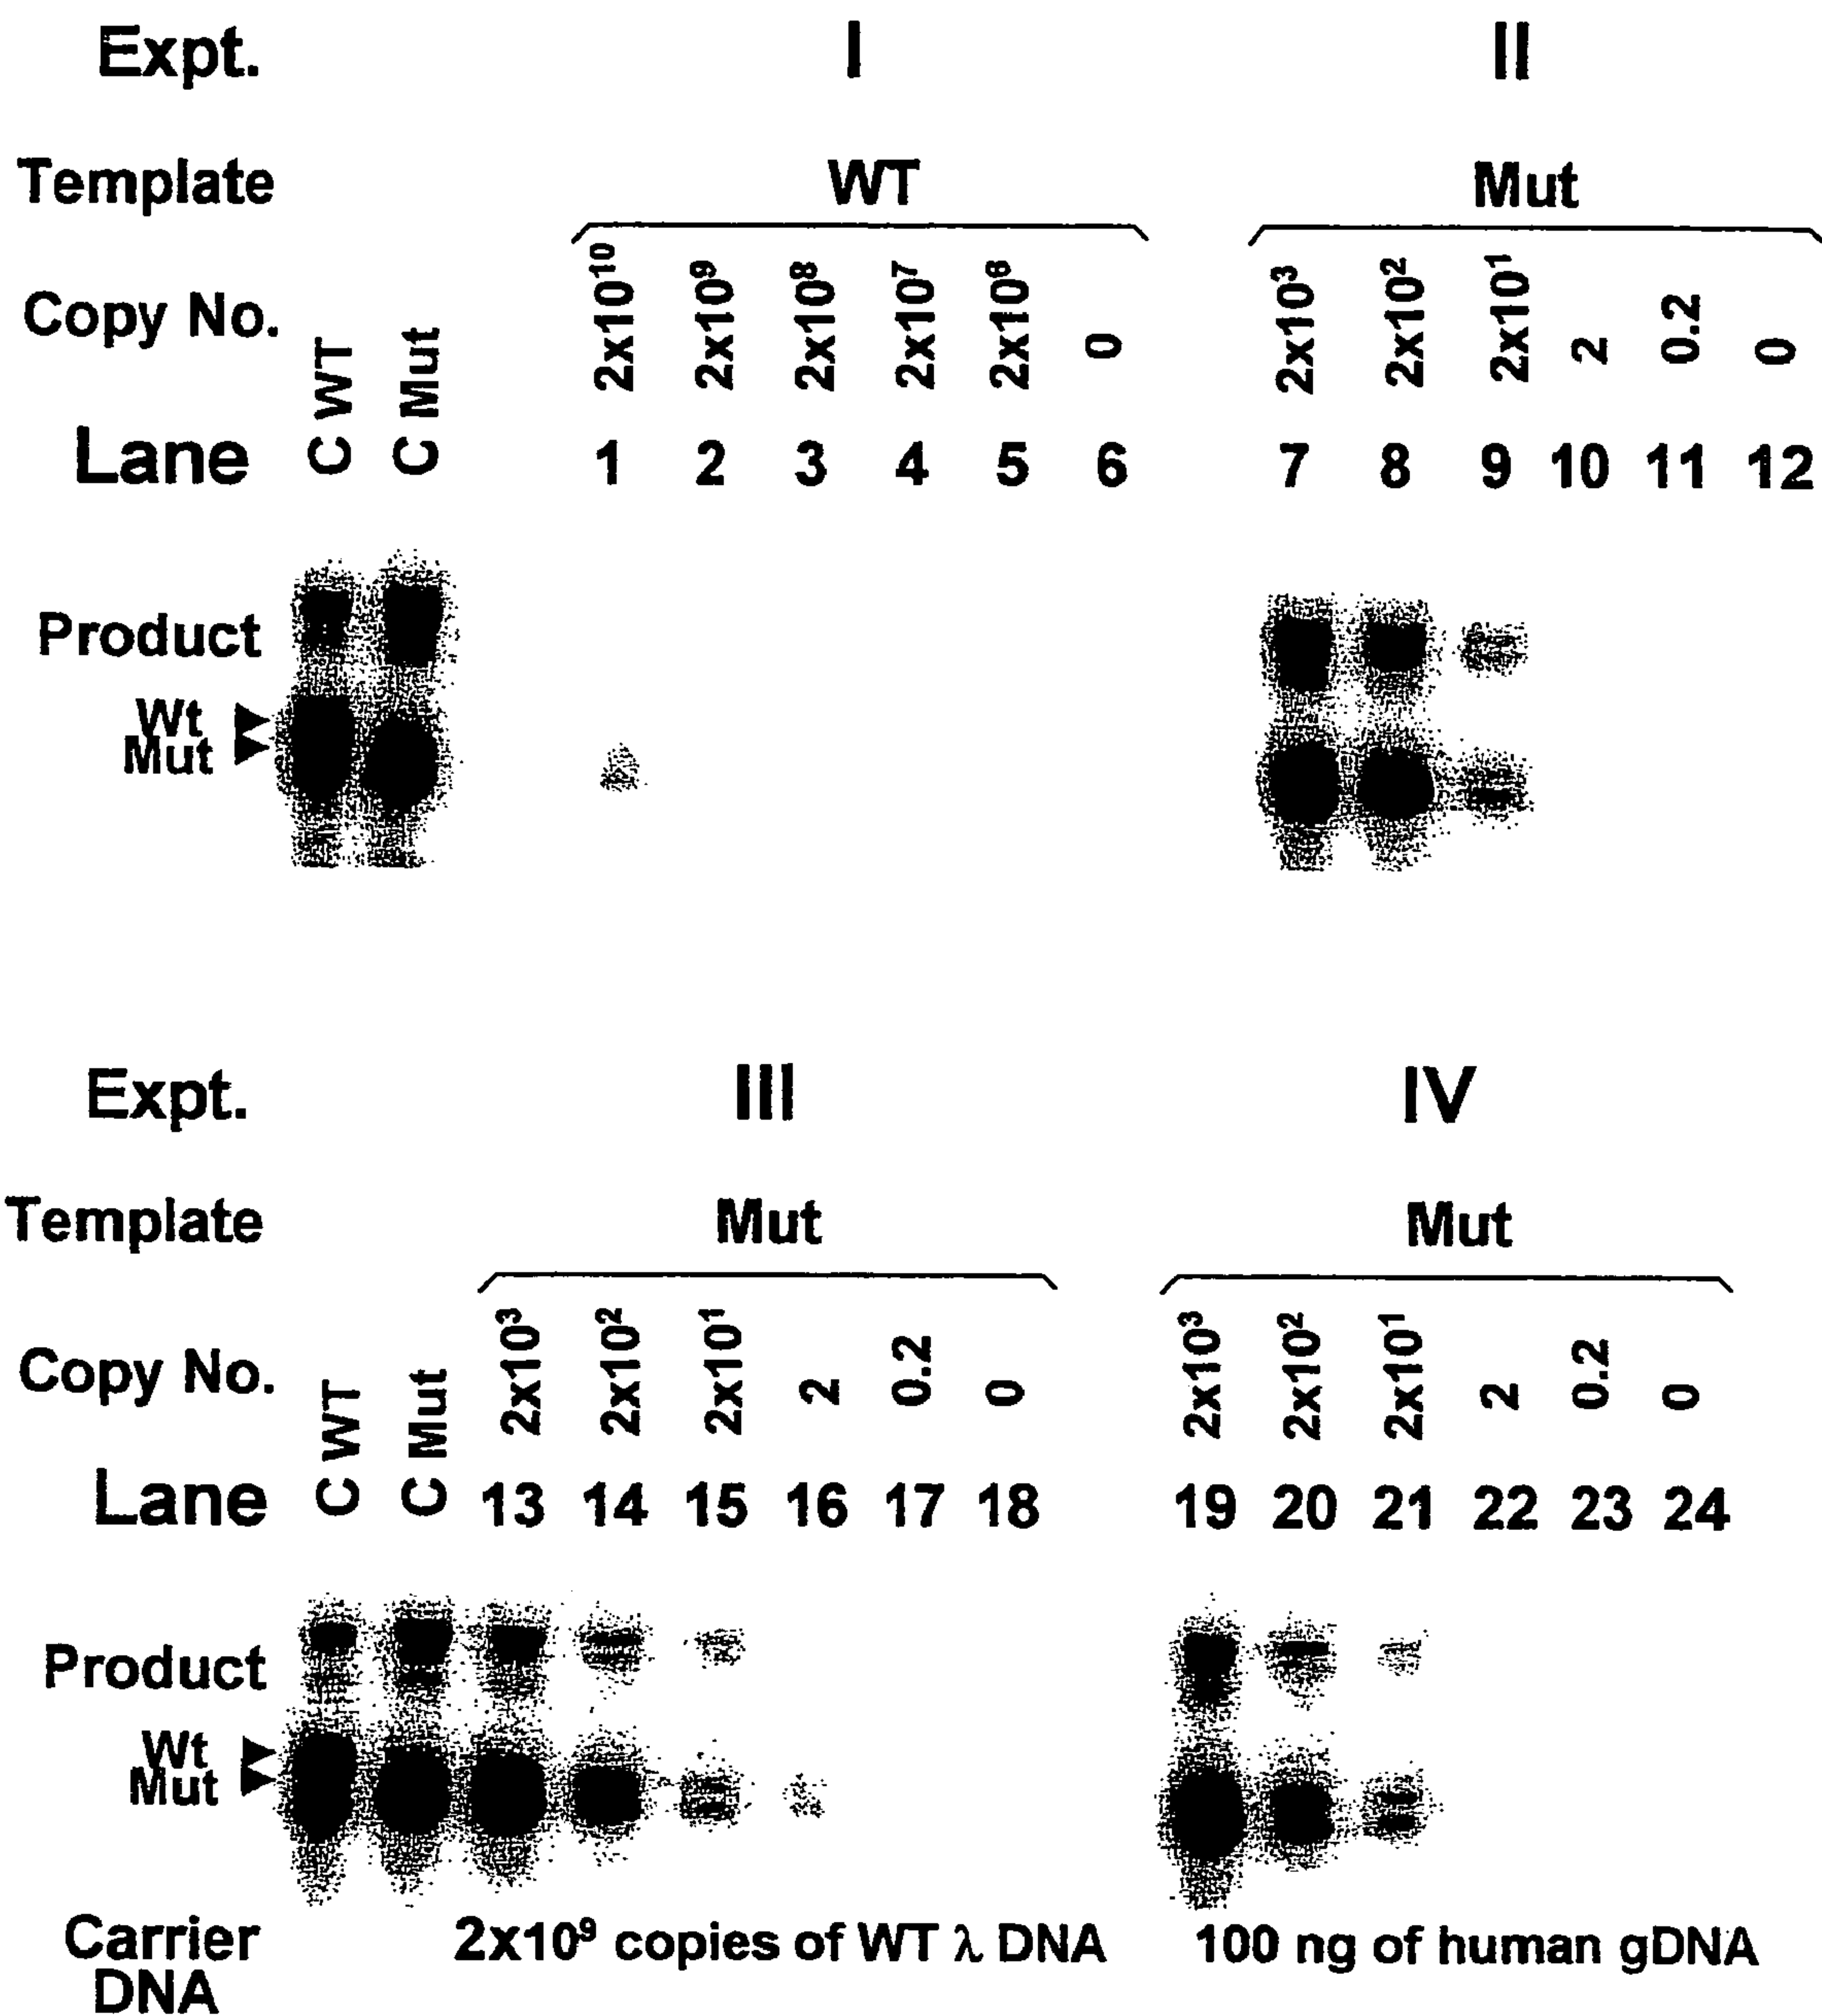 Expt. I II
Template WT Mut
Copy No. 2x10¹⁰ 2x10⁹ 2x10⁸ 2x10⁷ 2x10⁶ 0 2x10³ 2x10² 2x10¹ 2 0.2 0
Lane C WT C Mut 1 2 3 4 5 6 7 8 9 10 11 12
Product
Wt
Mut
Expt. III IV
Template Mut Mut
Copy No. 2x10³ 2x10² 2x10¹ 2 0.2 0 2x10³ 2x10² 2x10¹ 2 0.2 0
Lane C WT C Mut 13 14 15 16 17 18 19 20 21 22 23 24
Product
Wt
Mut
Carrier DNA 2x10⁹ copies of WT λ DNA 100 ng of human gDNA